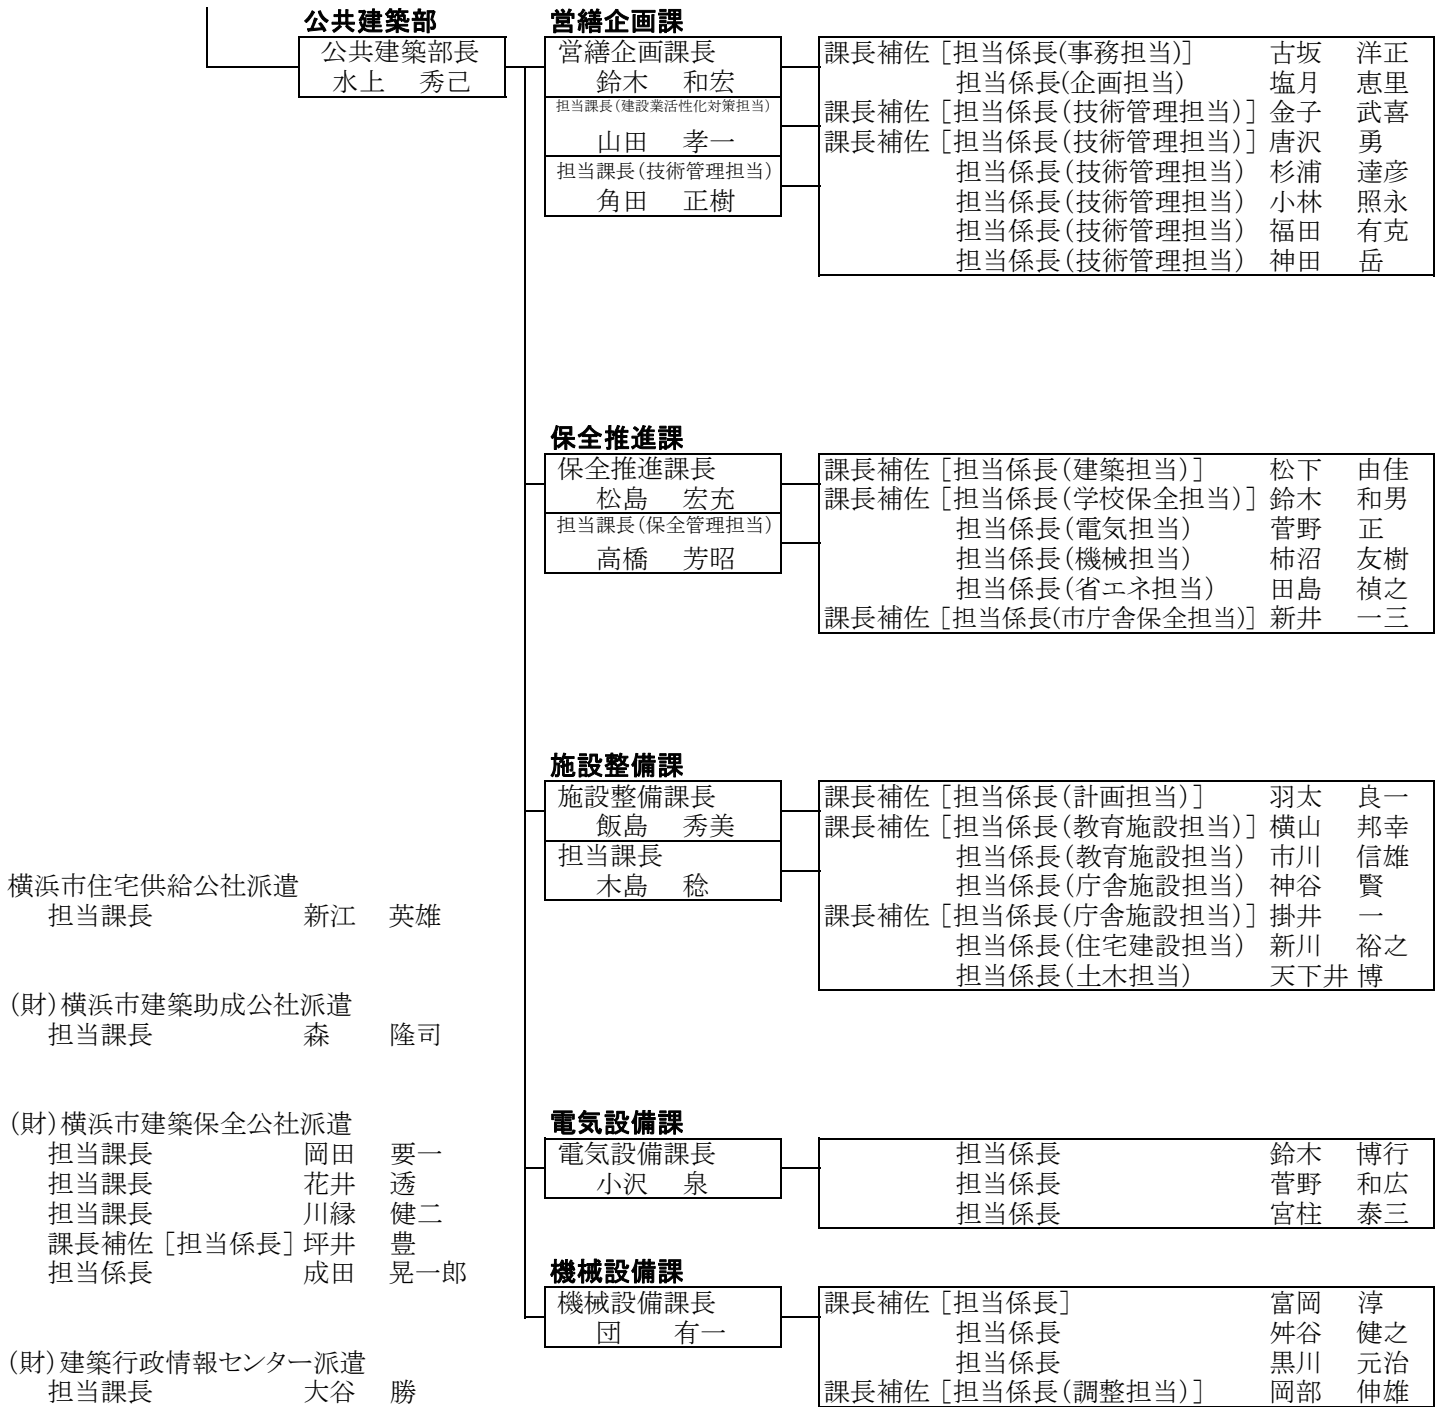 公共建築部
公共建築部長
水上 秀己
営繕企画課
営繕企画課長
鈴木 和宏
担当課長(建設業活性化対策担当)
山田 孝一
担当課長(技術管理担当)
角田 正樹
課長補佐[担当係長(事務担当)] 古坂 洋正
担当係長(企画担当) 塩月 恵里
課長補佐[担当係長(技術管理担当)] 金子 武喜
課長補佐[担当係長(技術管理担当)] 唐沢 勇
担当係長(技術管理担当) 杉浦 達彦
担当係長(技術管理担当) 小林 照永
担当係長(技術管理担当) 福田 有克
担当係長(技術管理担当) 神田 岳
保全推進課
保全推進課長
松島 宏充
担当課長(保全管理担当)
高橋 芳昭
課長補佐[担当係長(建築担当)] 松下 由佳
課長補佐[担当係長(学校保全担当)] 鈴木 和男
担当係長(電気担当) 菅野 正
担当係長(機械担当) 柿沼 友樹
担当係長(省エネ担当) 田島 禎之
課長補佐[担当係長(市庁舎保全担当)] 新井 一三
施設整備課
施設整備課長
飯島 秀美
担当課長
木島 稔
課長補佐[担当係長(計画担当)] 羽太 良一
課長補佐[担当係長(教育施設担当)] 横山 邦幸
担当係長(教育施設担当) 市川 信雄
担当係長(庁舎施設担当) 神谷 賢
課長補佐[担当係長(庁舎施設担当)] 掛井 一
担当係長(住宅建設担当) 新川 裕之
担当係長(土木担当) 天下井 博
電気設備課
電気設備課長
小沢 泉
担当係長 鈴木 博行
担当係長 菅野 和広
担当係長 宮柱 泰三
機械設備課
機械設備課長
団 有一
課長補佐[担当係長] 富岡 淳
担当係長 舛谷 健之
担当係長 黒川 元治
課長補佐[担当係長(調整担当)] 岡部 伸雄
横浜市住宅供給公社派遣
担当課長 新江 英雄
(財)横浜市建築助成公社派遣
担当課長 森 隆司
(財)横浜市建築保全公社派遣
担当課長 岡田 要一
担当課長 花井 透
担当課長 川縁 健二
課長補佐[担当係長] 坪井 豊
担当係長 成田 晃一郎
(財)建築行政情報センター派遣
担当課長 大谷 勝